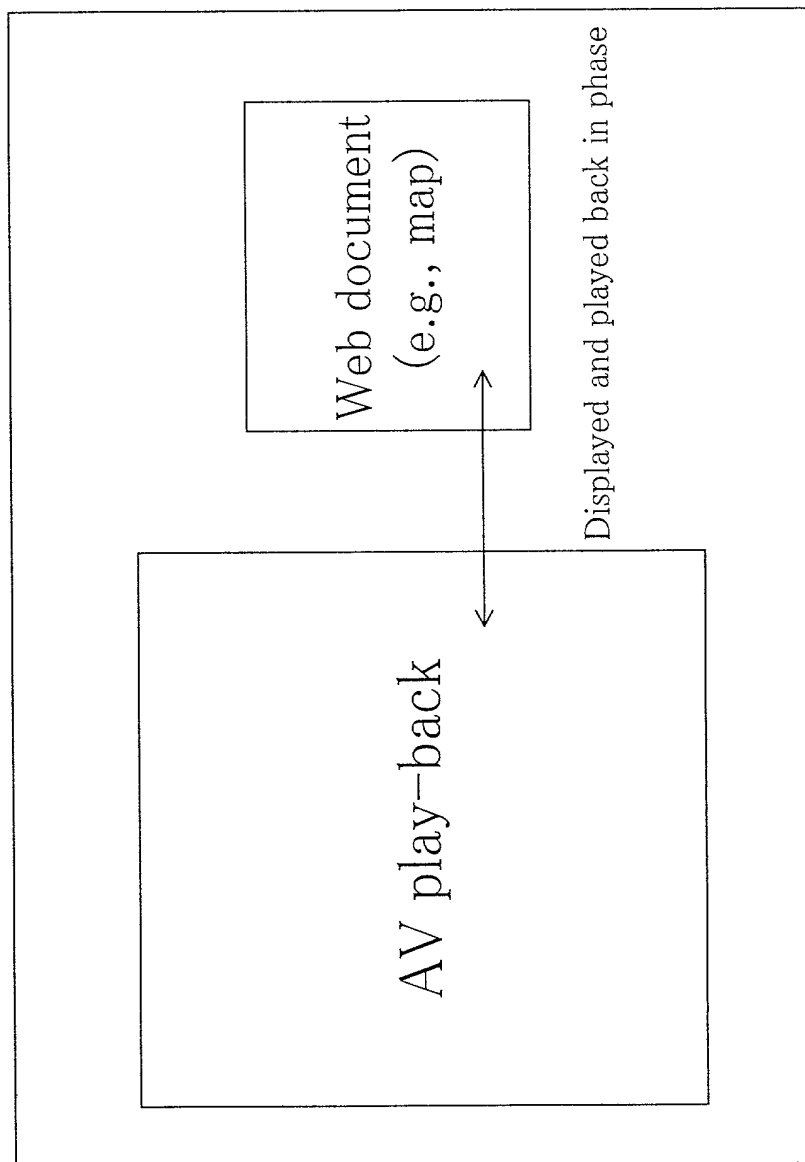 AV play-back
Web document
(e.g., map)
Displayed and played back in phase